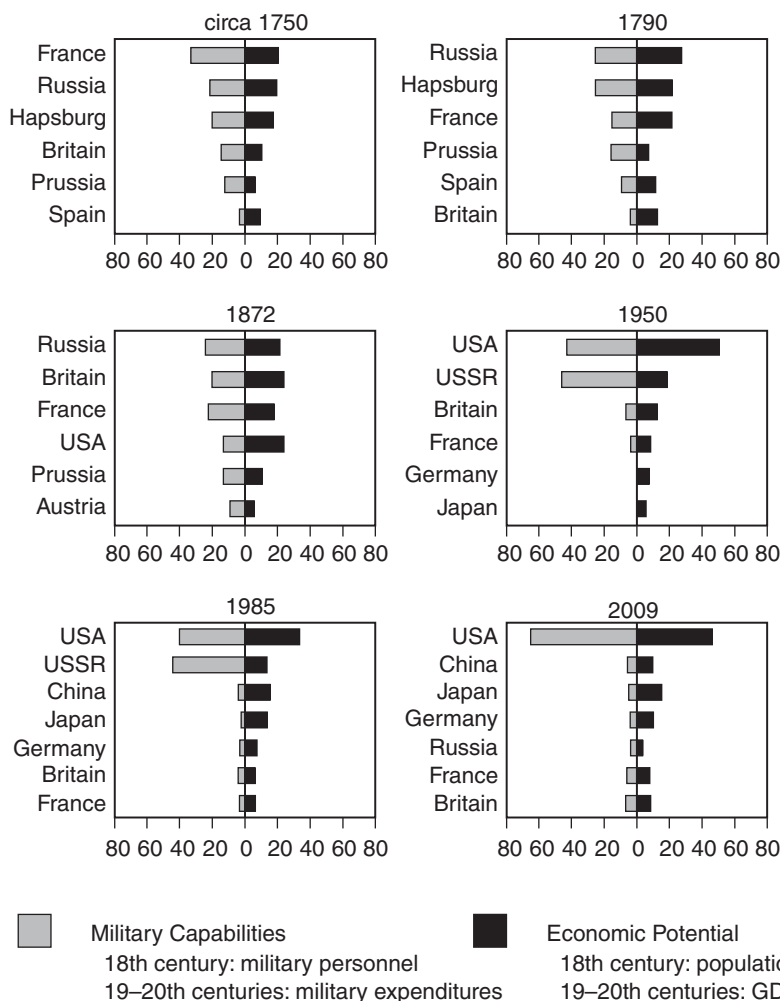 circa 1750
France
Russia
Hapsburg
Britain
Prussia
Spain
80 60 40 20 0 20 40 60 80
1790
Russia
Hapsburg
France
Prussia
Spain
Britain
80 60 40 20 0 20 40 60 80
1872
Russia
Britain
France
USA
Prussia
Austria
80 60 40 20 0 20 40 60 80
1950
USA
USSR
Britain
France
Germany
Japan
80 60 40 20 0 20 40 60 80
1985
USA
USSR
China
Japan
Germany
Britain
France
80 60 40 20 0 20 40 60 80
2009
USA
China
Japan
Germany
Russia
France
Britain
80 60 40 20 0 20 40 60 80
Military Capabilities
18th century: military personnel
19–20th centuries: military expenditures
Economic Potential
18th century:
19–20th centuries: